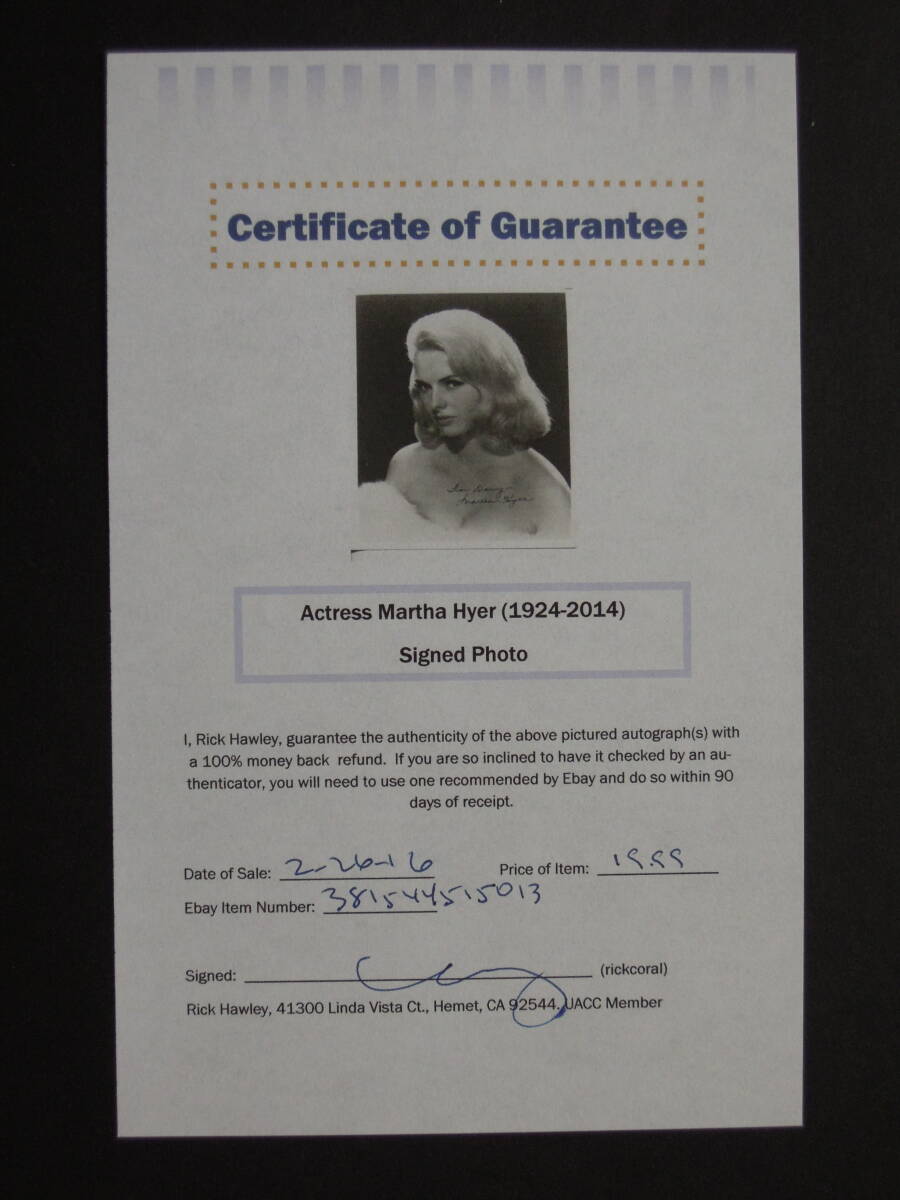 Certificate of Guarantee
Martha Hyer
Actress Martha Hyer (1924-2014)
Signed Photo
I, Rick Hawley, guarantee the authenticity of the above pictured autograph(s) with
a 100% money back refund. If you are so inclined to have it checked by an au-
thenticator, you will need to use one recommended by Ebay and do so within 90
days of receipt.
Date of Sale: 2-26-16 Price of Item: 19.99
Ebay Item Number: 381544515013
Signed: (rickcoral)
Rick Hawley, 41300 Linda Vista Ct., Hemet, CA 92544. UACC Member